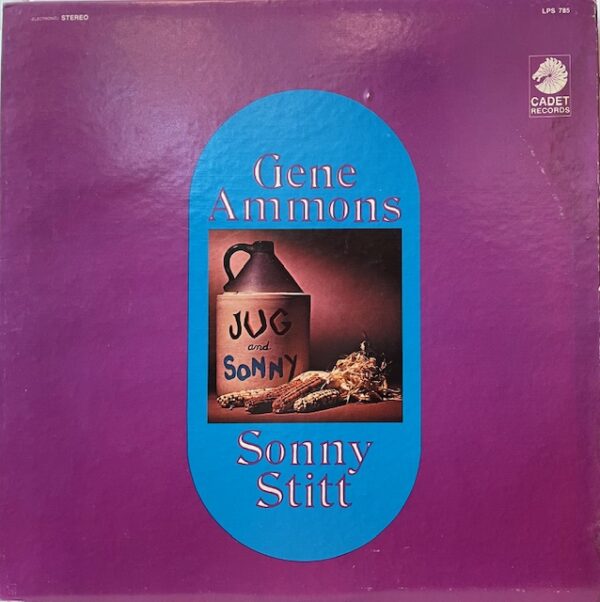 ELECTRONIC/ STEREO
LPS 785
CADET
RECORDS
Gene
Ammons
JUG
and
SONNY
Sonny
Stitt